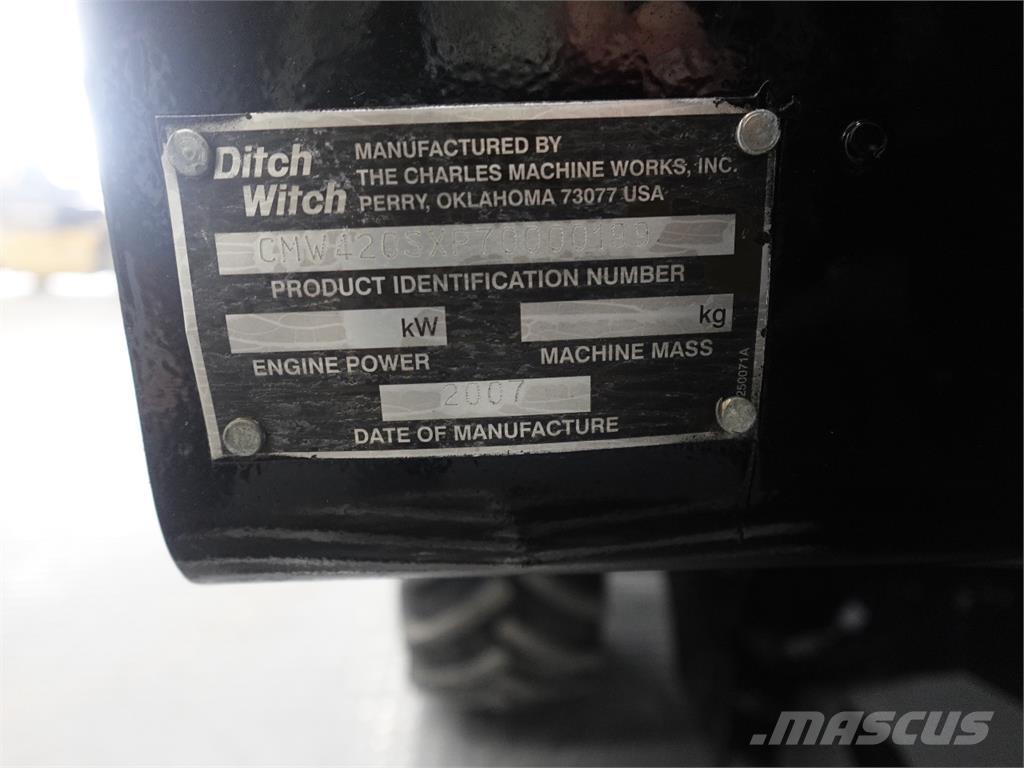 Ditch Witch
MANUFACTURED BY
THE CHARLES MACHINE WORKS, INC.
PERRY, OKLAHOMA 73077 USA
PRODUCT IDENTIFICATION NUMBER
kW
kg
ENGINE POWER
MACHINE MASS
2007
DATE OF MANUFACTURE
MASCUS